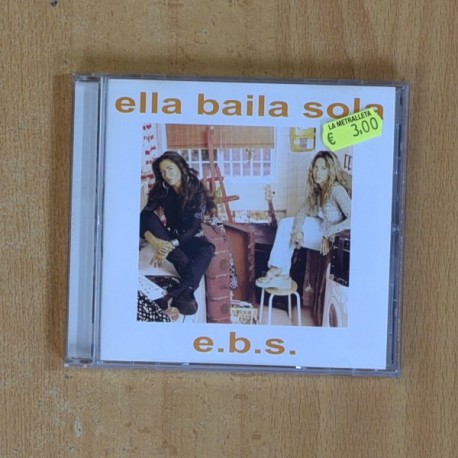 ella baila sola
LA METRALLETA
€ 3,00
e.b.s.